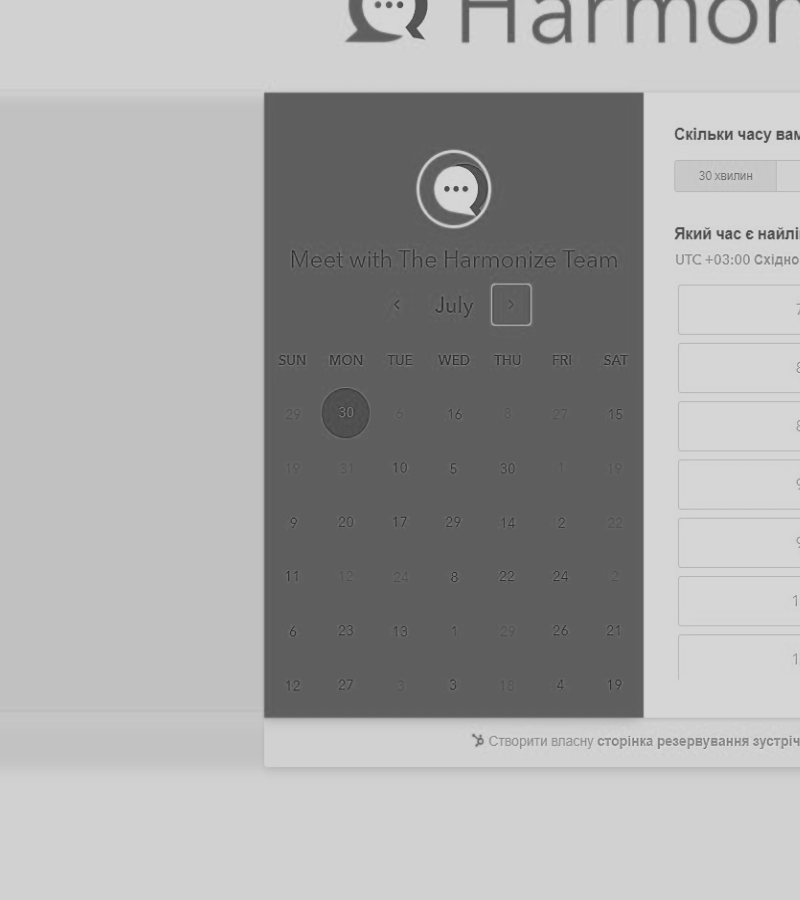 Harmon
Meet with The Harmonize Team
July
SUN MON TUE WED THU FRI SAT
29 30 6 16 8 27 15
19 31 10 5 30 1 19
9 20 17 29 14 2 22
11 12 24 8 22 24 2
6 23 13 1 29 26 21
12 27 3 3 18 4 19
Скільки часу вам
30 хвилин
Який час є найлі
UTC +03:00 Східно
7
8
8
9
9
1
1
Створити власну сторінка резервування зустріч